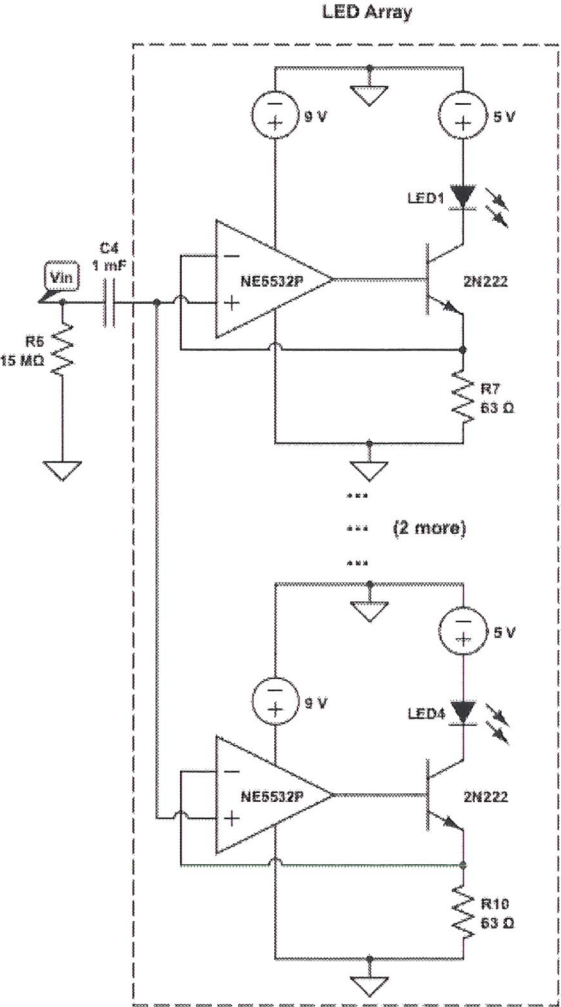 LED Array
9 V
5 V
LED1
C4
1 mF
Vin
NE5532P
2N222
R6
15 MΩ
R7
63 Ω
(2 more)
5 V
9 V
LED4
NE5532P
2N222
R10
63 Ω